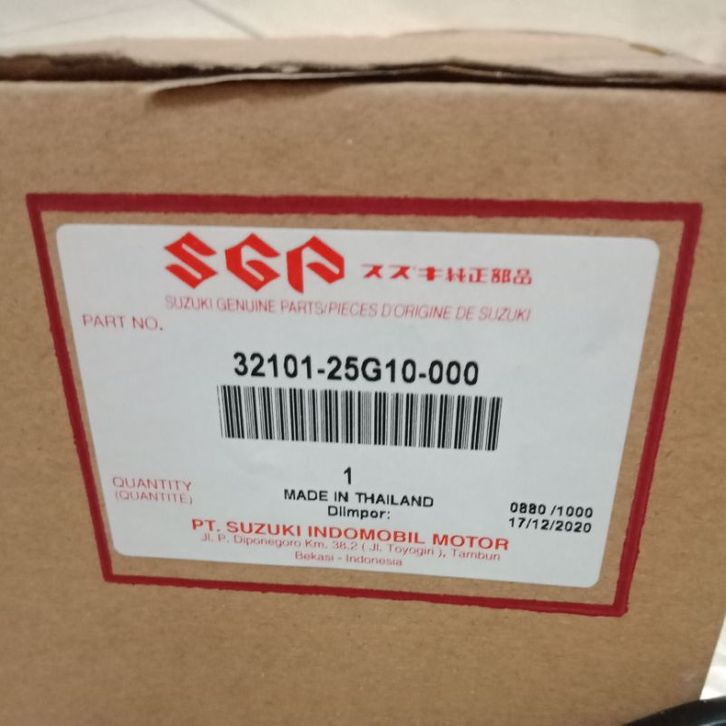 SGP スズキ純正部品
SUZUKI GENUINE PARTS/PIECES D'ORIGINE DE SUZUKI
PART NO.
32101-25G10-000
QUANTITY
(QUANTITÉ)
1
MADE IN THAILAND
DIImpor:
0880 /1000
17/12/2020
PT. SUZUKI INDOMOBIL MOTOR
Jl. P. Diponegoro Km. 38.2 ( Jl. Toyogiri ), Tambun
Bekasi - Indonesia